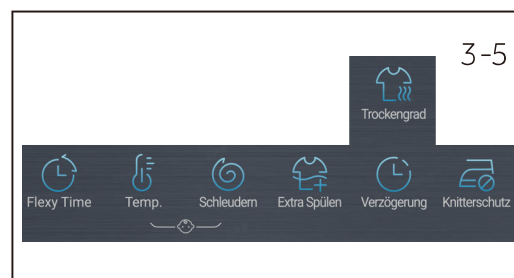 3-5
Trockengrad
Flexy Time Temp. Schleudern Extra Spülen Verzögerung Knitterschutz